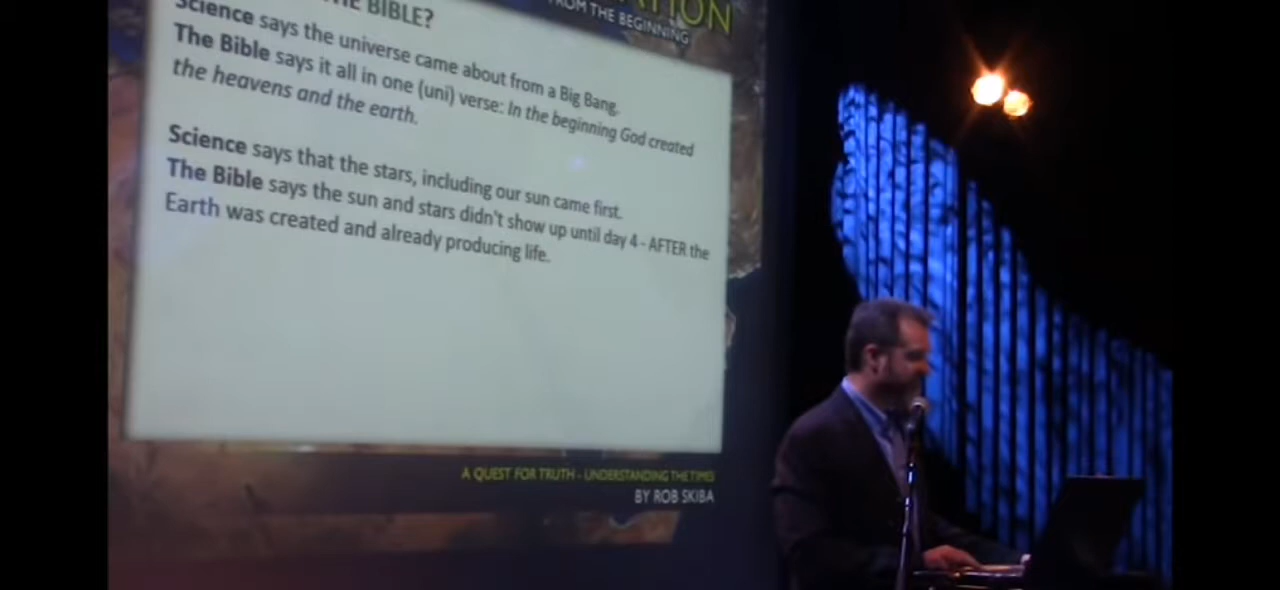 THE BIBLE?
FROM THE BEGINNING
Science says the universe came about from a Big Bang.
The Bible says it all in one (uni) verse: In the beginning God created
the heavens and the earth.
Science says that the stars, including our sun came first.
The Bible says the sun and stars didn't show up until day 4 - AFTER the
Earth was created and already producing life.
A QUEST FOR TRUTH - UNDERSTANDING THE TIMES
BY ROB SKIBA